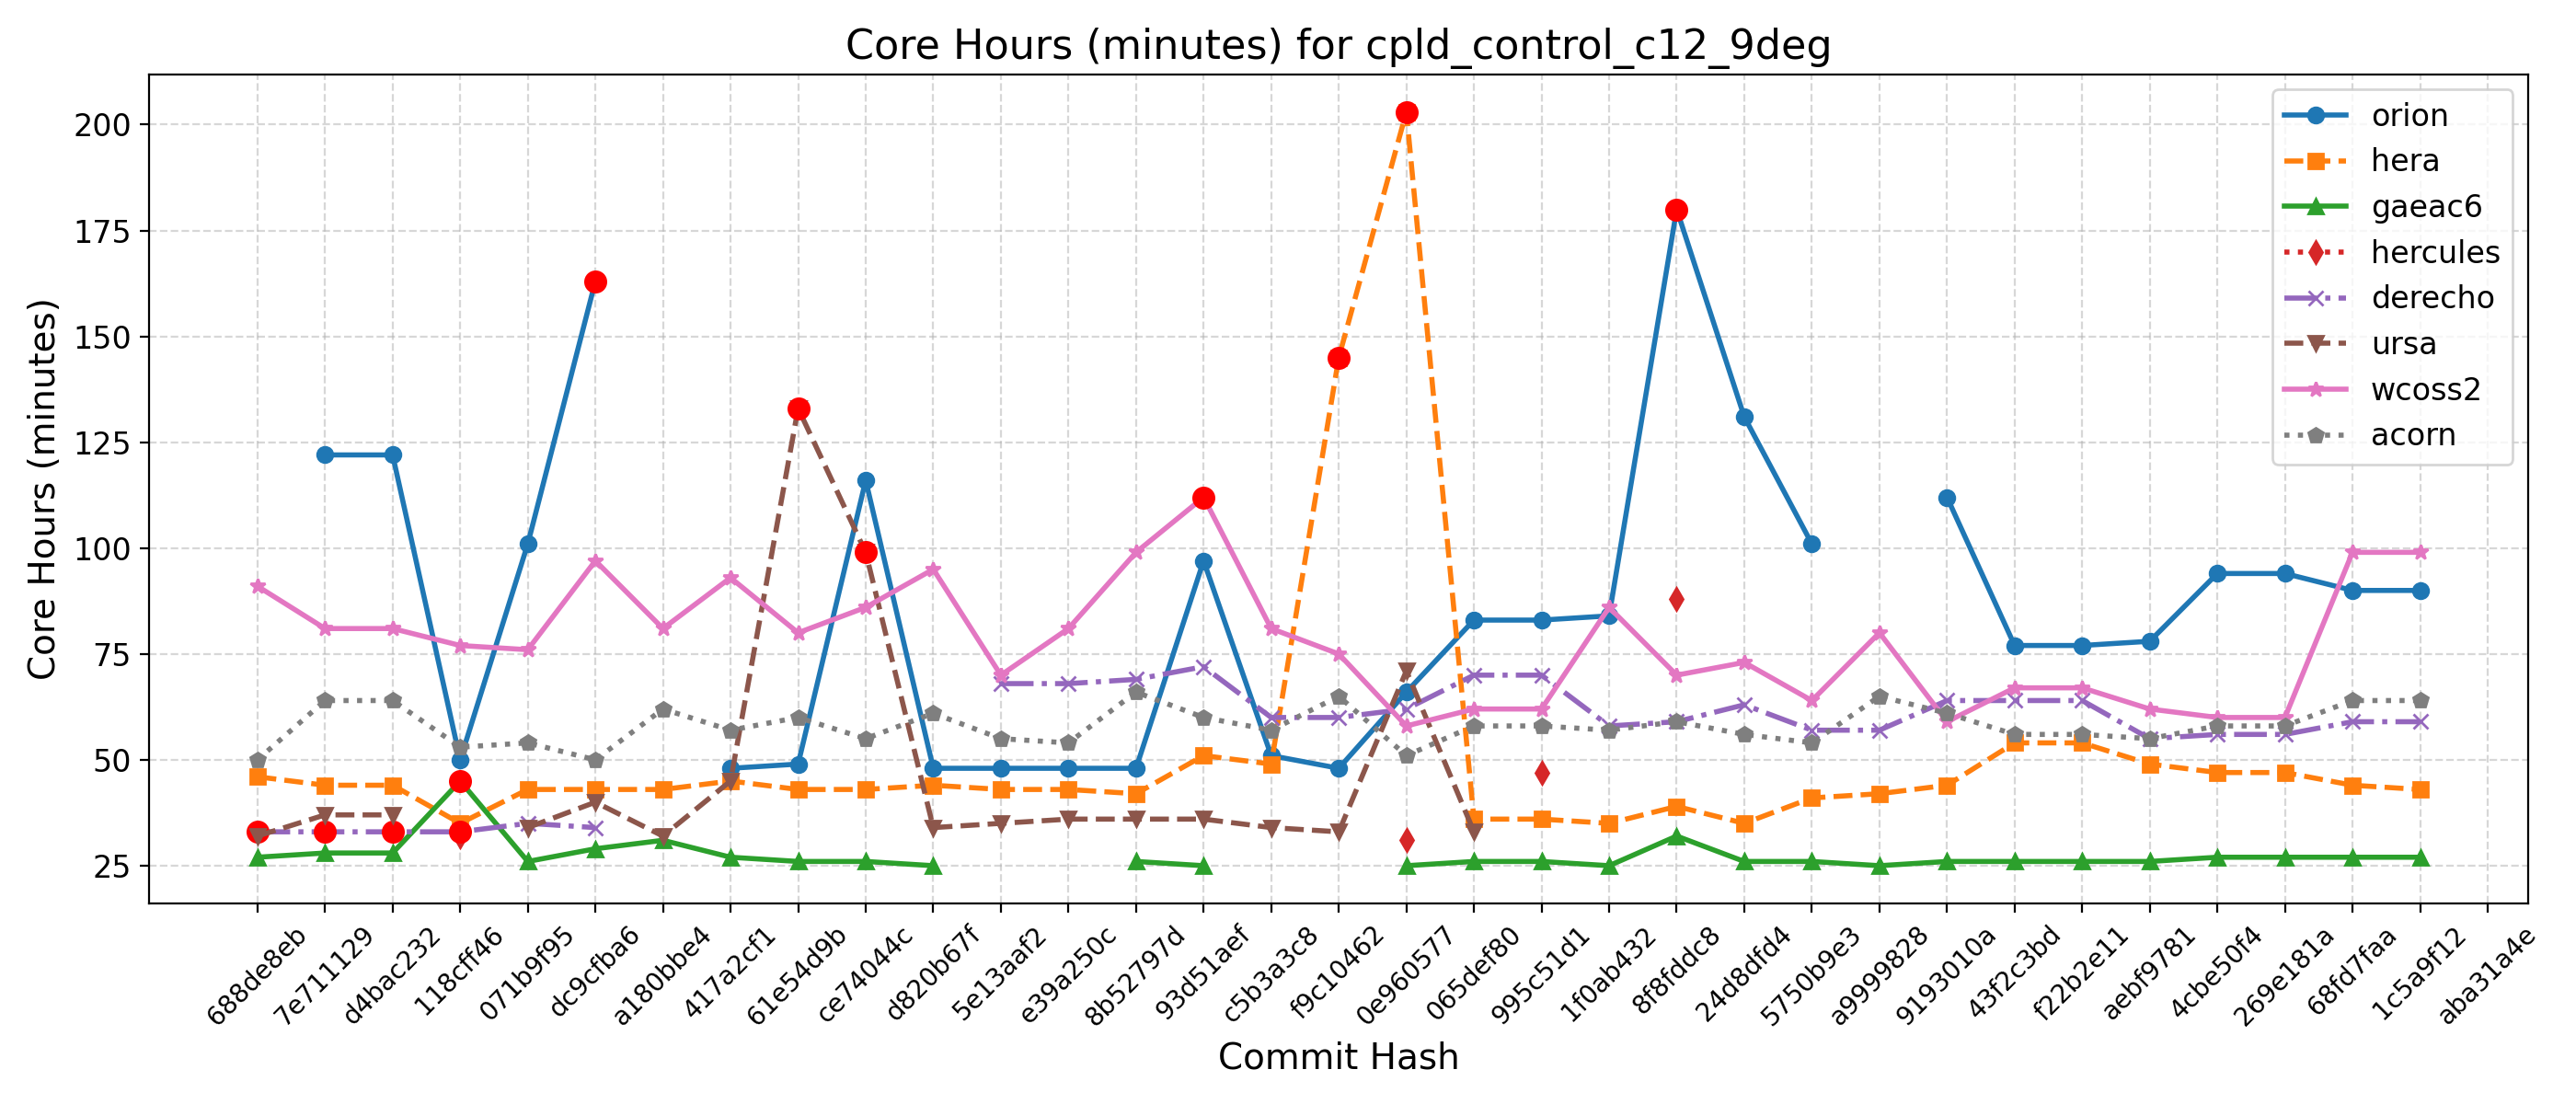 Core Hours (minutes) for cpld_control_c12_9deg
Core Hours (minutes)
200
175
150
125
100
75
50
25
orion
hera
gaeac6
hercules
derecho
ursa
wcoss2
acorn
688de8eb
7e711129
d4bac232
118cff46
071b9f95
dc9cfba6
a180bbe4
417a2cf1
61e54d9b
ce74044c
d820b67f
5e13aaf2
e39a250c
8b52797d
93d51aef
c5b3a3c8
f9c10462
0e960577
065def80
995c51d1
1f0ab432
8f8fddc8
24d8dfd4
5750b9e3
a9999828
9193010a
43f2c3bd
f22b2e11
aebf9781
4cbe50f4
269e181a
68fd7faa
1c5a9f12
aba31a4e
Commit Hash